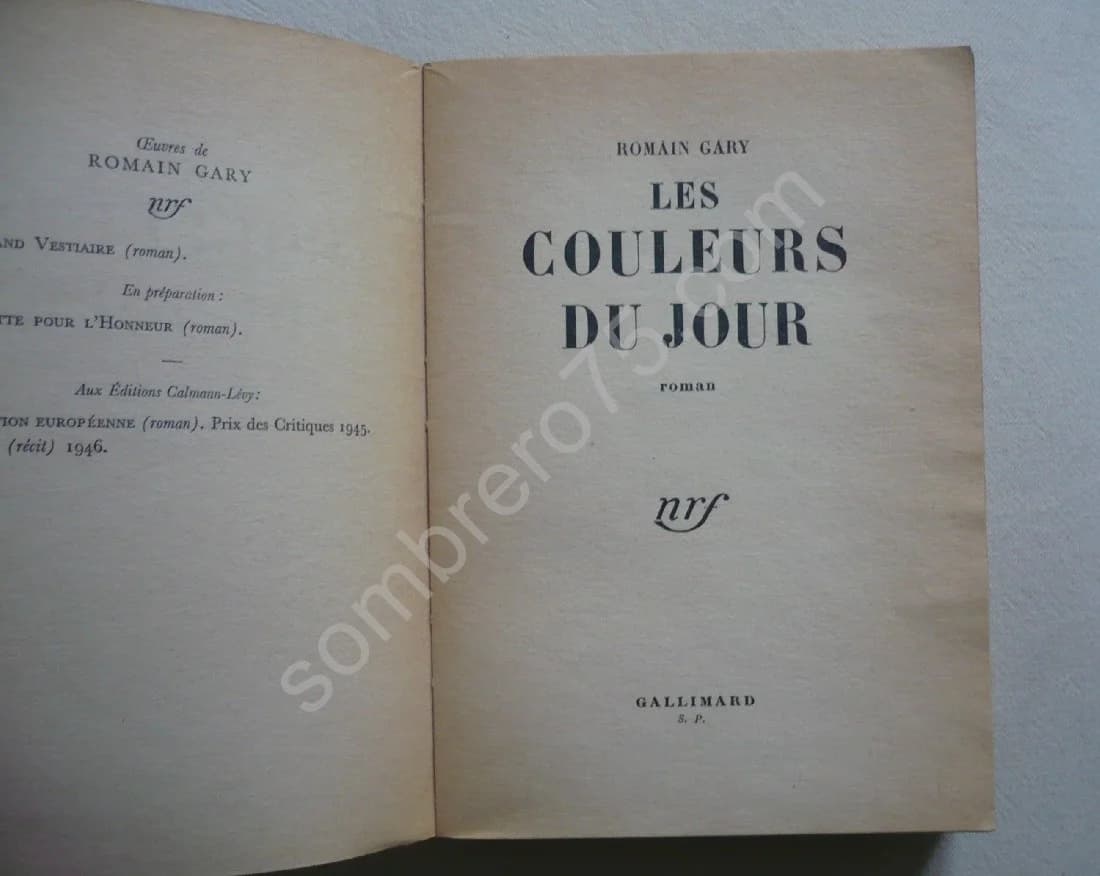 Œuvres de
ROMAIN GARY
nrf
AND VESTIAIRE (roman).
En préparation :
TTE POUR L'HONNEUR (roman).
Aux Éditions Calmann-Lévy:
TION EUROPÉENNE (roman). Prix des Critiques 1945.
(récit) 1946.
ROMAIN GARY
LES
COULEURS
DU JOUR
roman
nrf
GALLIMARD
S. P.
sombrero75.com